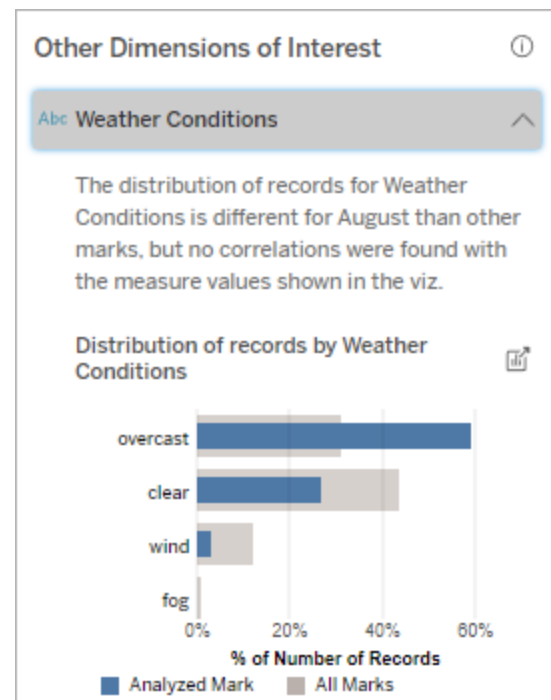 Other Dimensions of Interest
Abc Weather Conditions
The distribution of records for Weather
Conditions is different for August than other
marks, but no correlations were found with
the measure values shown in the viz.
Distribution of records by Weather
Conditions
overcast
clear
wind
fog
0% 20% 40% 60%
% of Number of Records
Analyzed Mark All Marks